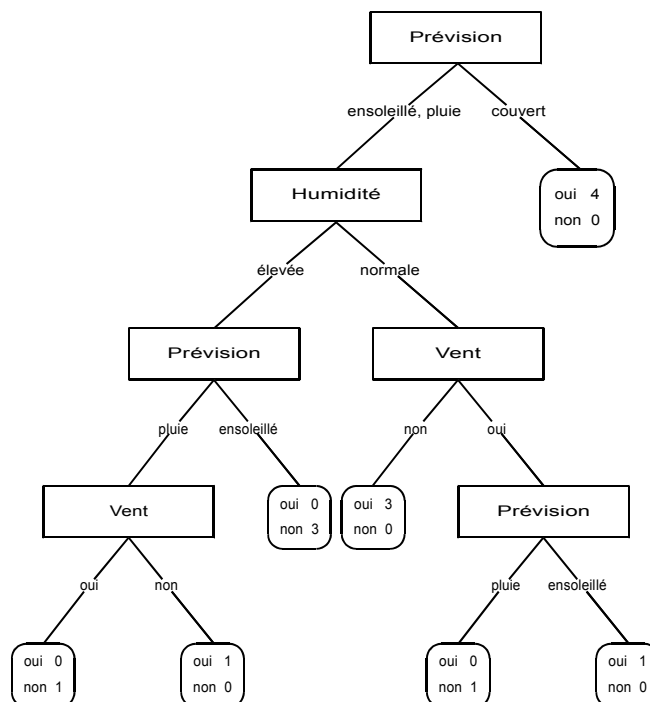 Prévision
ensoleillé, pluie couvert
Humidité
oui 4
non 0
élevée normale
Prévision Vent
pluie ensoleillé non oui
Vent
oui 0
non 3
oui 3
non 0
Prévision
oui non pluie ensoleillé
oui 0
non 1
oui 1
non 0
oui 0
non 1
oui 1
non 0